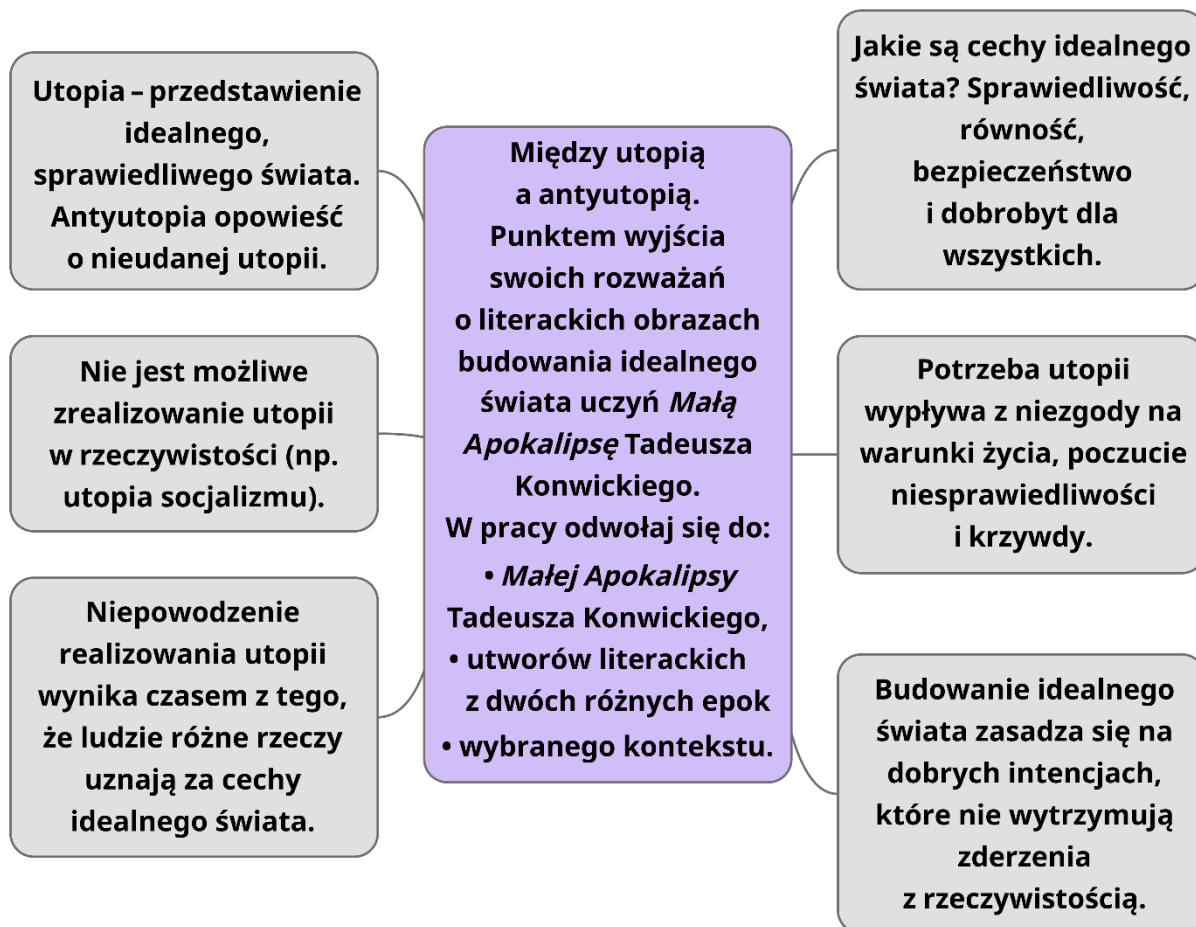 Utopia – przedstawienie
idealnego,
sprawiedliwego świata.
Antyutopia opowieść
o nieudanej utopii.
Nie jest możliwe
zrealizowanie utopii
w rzeczywistości (np.
utopia socjalizmu).
Niepowodzenie
realizowania utopii
wynika czasem z tego,
że ludzie różne rzeczy
uznają za cechy
idealnego świata.
Między utopią
a antyutopią.
Punktem wyjścia
swoich rozważań
o literackich obrazach
budowania idealnego
świata uczyń Małą
Apokalipsę Tadeusza
Konwickiego.
W pracy odwołaj się do:
• Małej Apokalipsy
Tadeusza Konwickiego,
• utworów literackich
z dwóch różnych epok
• wybranego kontekstu.
Jakie są cechy idealnego
świata? Sprawiedliwość,
równość,
bezpieczeństwo
i dobrobyt dla
wszystkich.
Potrzeba utopii
wypływa z niezgody na
warunki życia, poczucie
niesprawiedliwości
i krzywdy.
Budowanie idealnego
świata zasadza się na
dobrych intencjach,
które nie wytrzymują
zderzenia
z rzeczywistością.